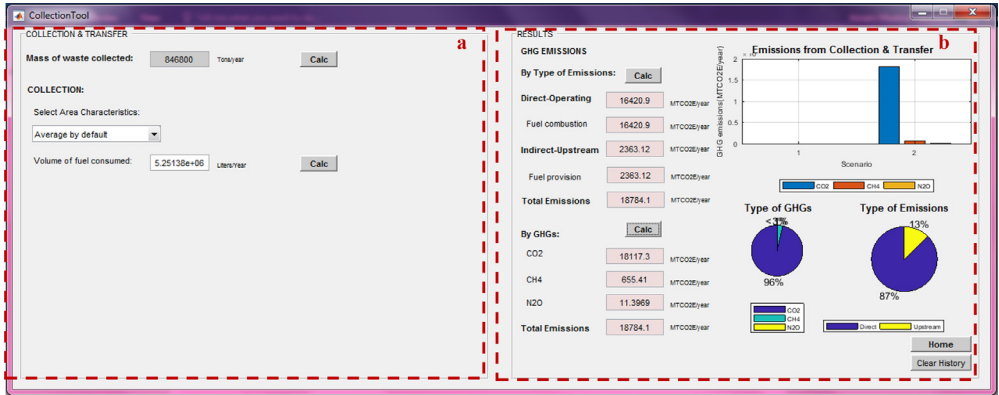 CollectionTool
COLLECTION & TRANSFER
a
Mass of waste collected: 846800 Tons/year Calc
COLLECTION:
Select Area Characteristics:
Average by default
Volume of fuel consumed: 5.25138e+06 Liters/Year Calc
RESULTS
b
GHG EMISSIONS
By Type of Emissions: Calc
Direct-Operating 16420.9 MTCO2E/year
Fuel combustion 16420.9 MTCO2E/year
Indirect-Upstream 2363.12 MTCO2E/year
Fuel provision 2363.12 MTCO2E/year
Total Emissions 18784.1 MTCO2E/year
By GHGs: Calc
CO2 18117.3 MTCO2E/year
CH4 655.41 MTCO2E/year
N2O 11.3969 MTCO2E/year
Total Emissions 18784.1 MTCO2E/year
Emissions from Collection & Transfer
GHG emissions(MTCO2E/year)
2
1.5
1
0.5
0
1 2
Scenario
CO2 CH4 N2O
Type of GHGs
96%
CO2
CH4
N2O
Type of Emissions
13%
87%
Direct Upstream
Home
Clear History